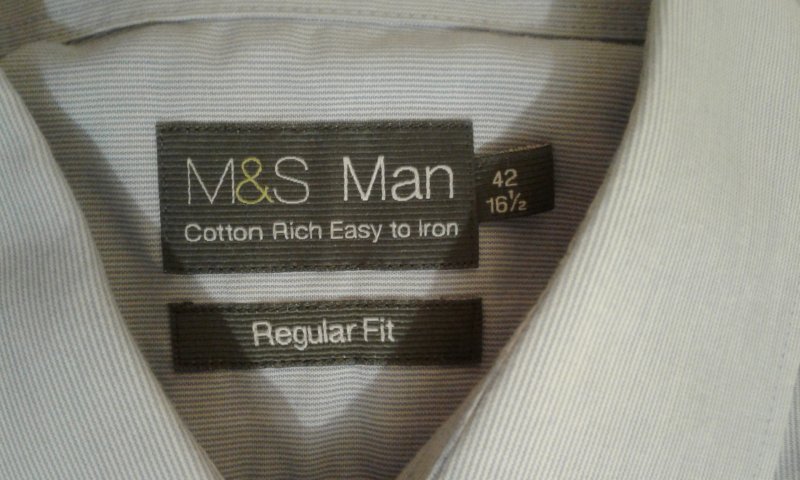 M&S Man
Cotton Rich Easy to Iron
42
16½
Regular Fit